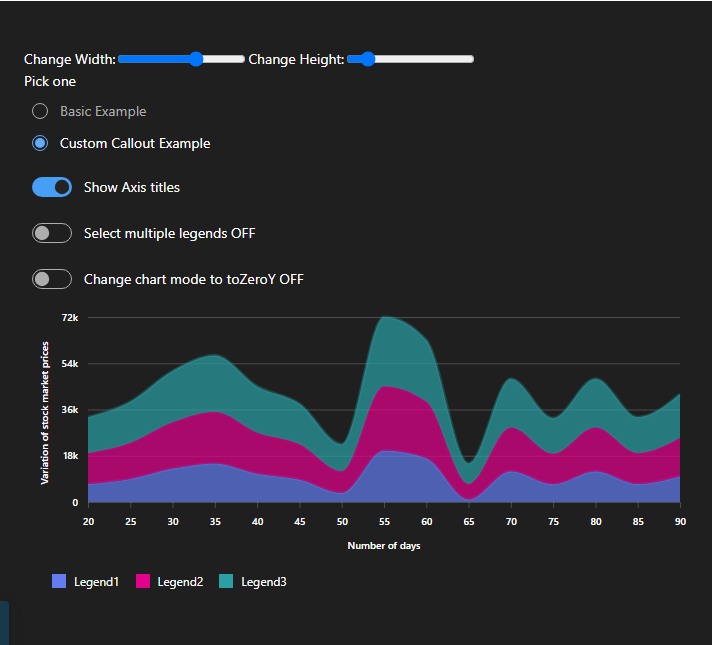 Change Width: Change Height:
Pick one
Basic Example
Custom Callout Example
Show Axis titles
Select multiple legends OFF
Change chart mode to toZeroY OFF
Variation of stock market prices
72k
54k
36k
18k
0
20 25 30 35 40 45 50 55 60 65 70 75 80 85 90
Number of days
Legend1 Legend2 Legend3